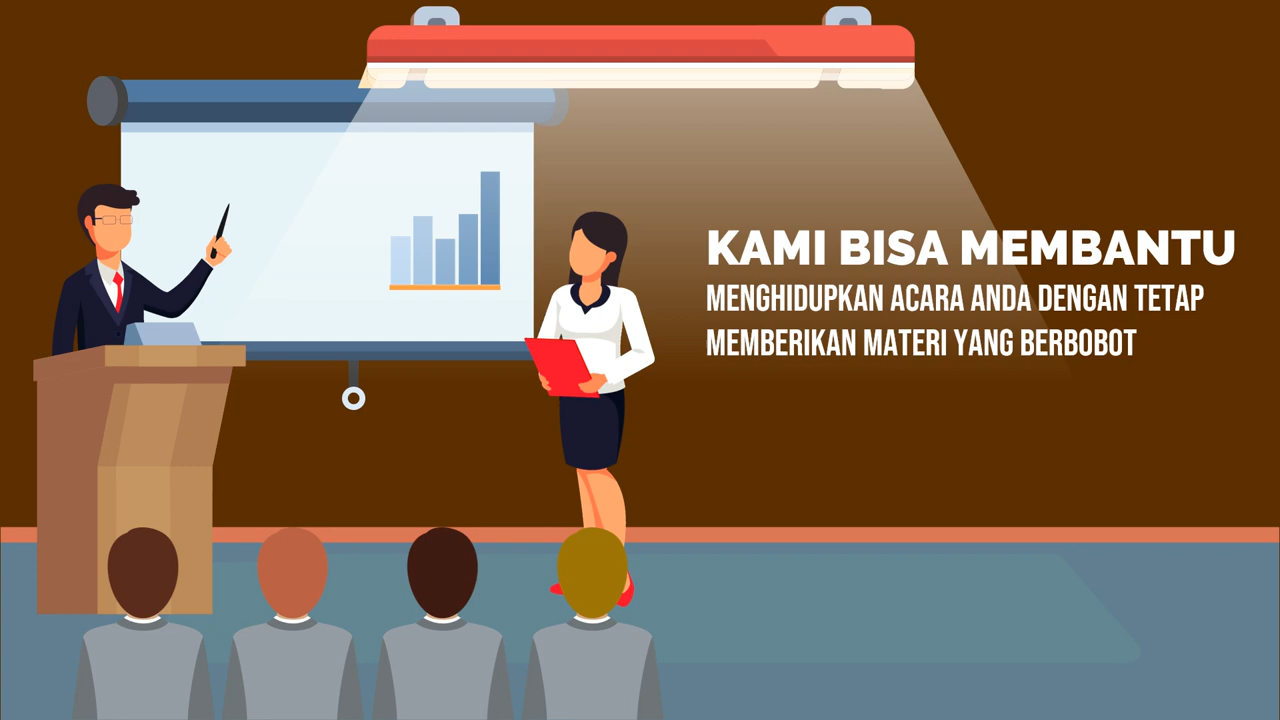 KAMI BISA MEMBANTU
MENGHIDUPKAN ACARA ANDA DENGAN TETAP
MEMBERIKAN MATERI YANG BERBOBOT